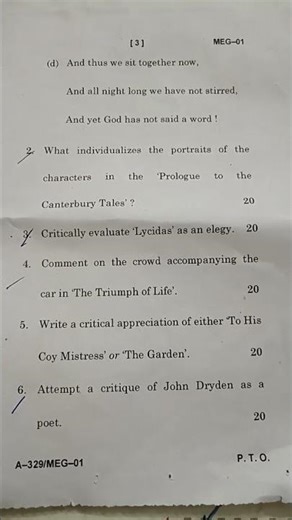 [ 3 ] MEG–01
(d) And thus we sit together now,
And all night long we have not stirred,
And yet God has not said a word !
2. What individualizes the portraits of the
characters in the 'Prologue to the
Canterbury Tales' ? 20
3. Critically evaluate 'Lycidas' as an elegy. 20
4. Comment on the crowd accompanying the
car in 'The Triumph of Life'. 20
5. Write a critical appreciation of either 'To His
Coy Mistress' or 'The Garden'. 20
6. Attempt a critique of John Dryden as a
poet. 20
A–329/MEG–01 P. T. O.